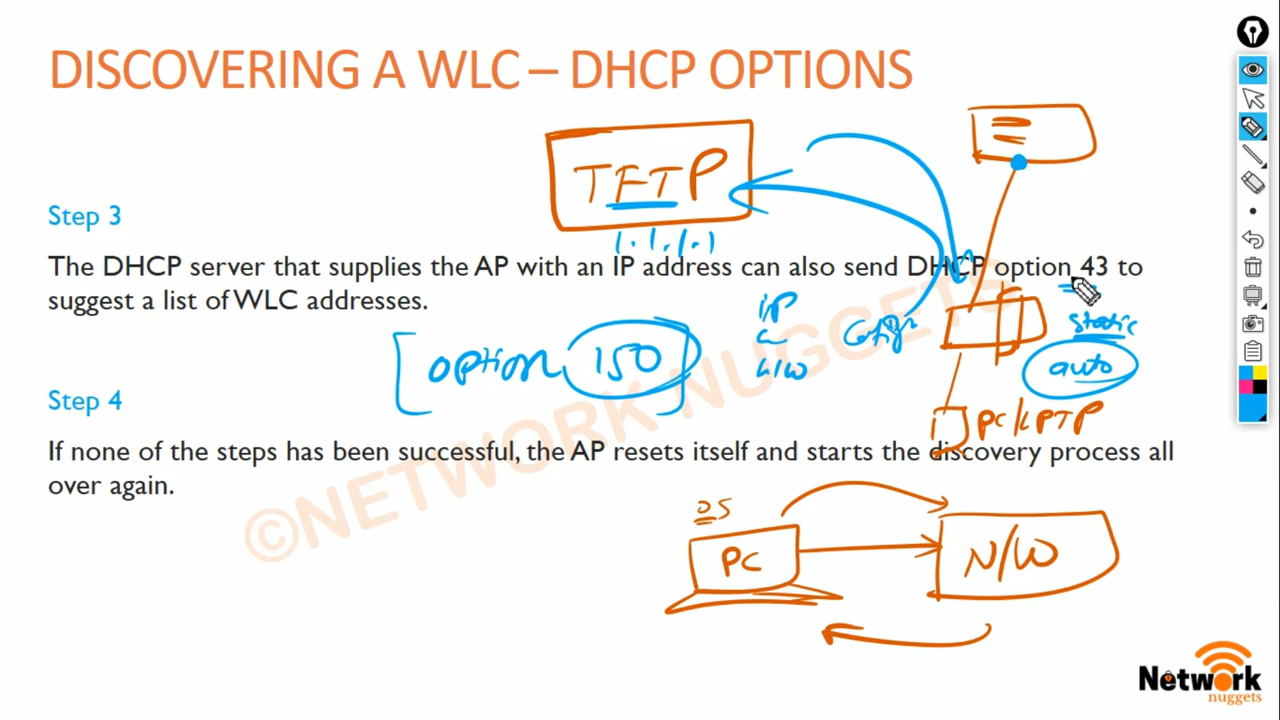 DISCOVERING A WLC – DHCP OPTIONS
TFTP
1.1.1.1
Step 3
The DHCP server that supplies the AP with an IP address can also send DHCP option 43 to
suggest a list of WLC addresses.
IP
static
option 150
auto
Step 4
PC/LPTP
If none of the steps has been successful, the AP resets itself and starts the discovery process all
over again.
©NETWORK NUGGETS
OS
PC
N/W
Network
nuggets